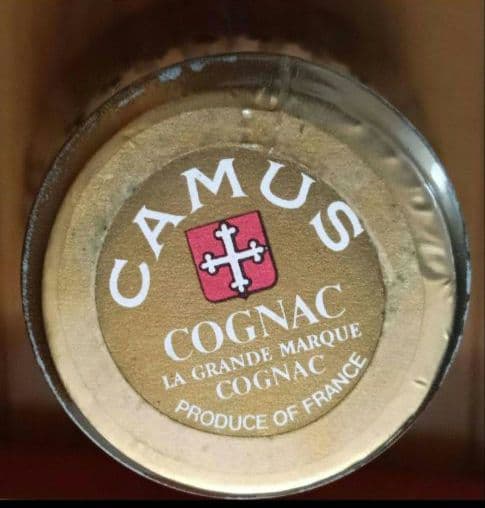 CAMUS
COGNAC
LA GRANDE MARQUE
COGNAC
PRODUCE OF FRANCE